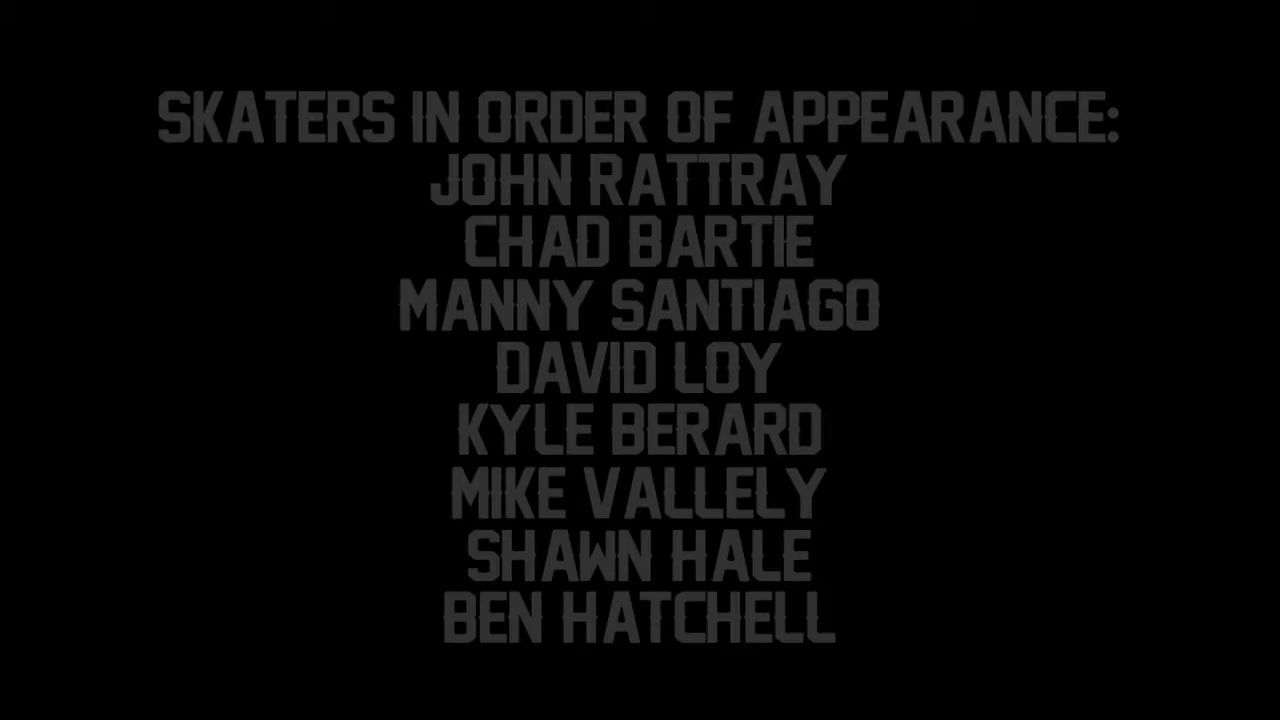 SKATERS IN ORDER OF APPEARANCE:
JOHN RATTRAY
CHAD BARTIE
MANNY SANTIAGO
DAVID LOY
KYLE BERARD
MIKE VALLELY
SHAWN HALE
BEN HATCHELL